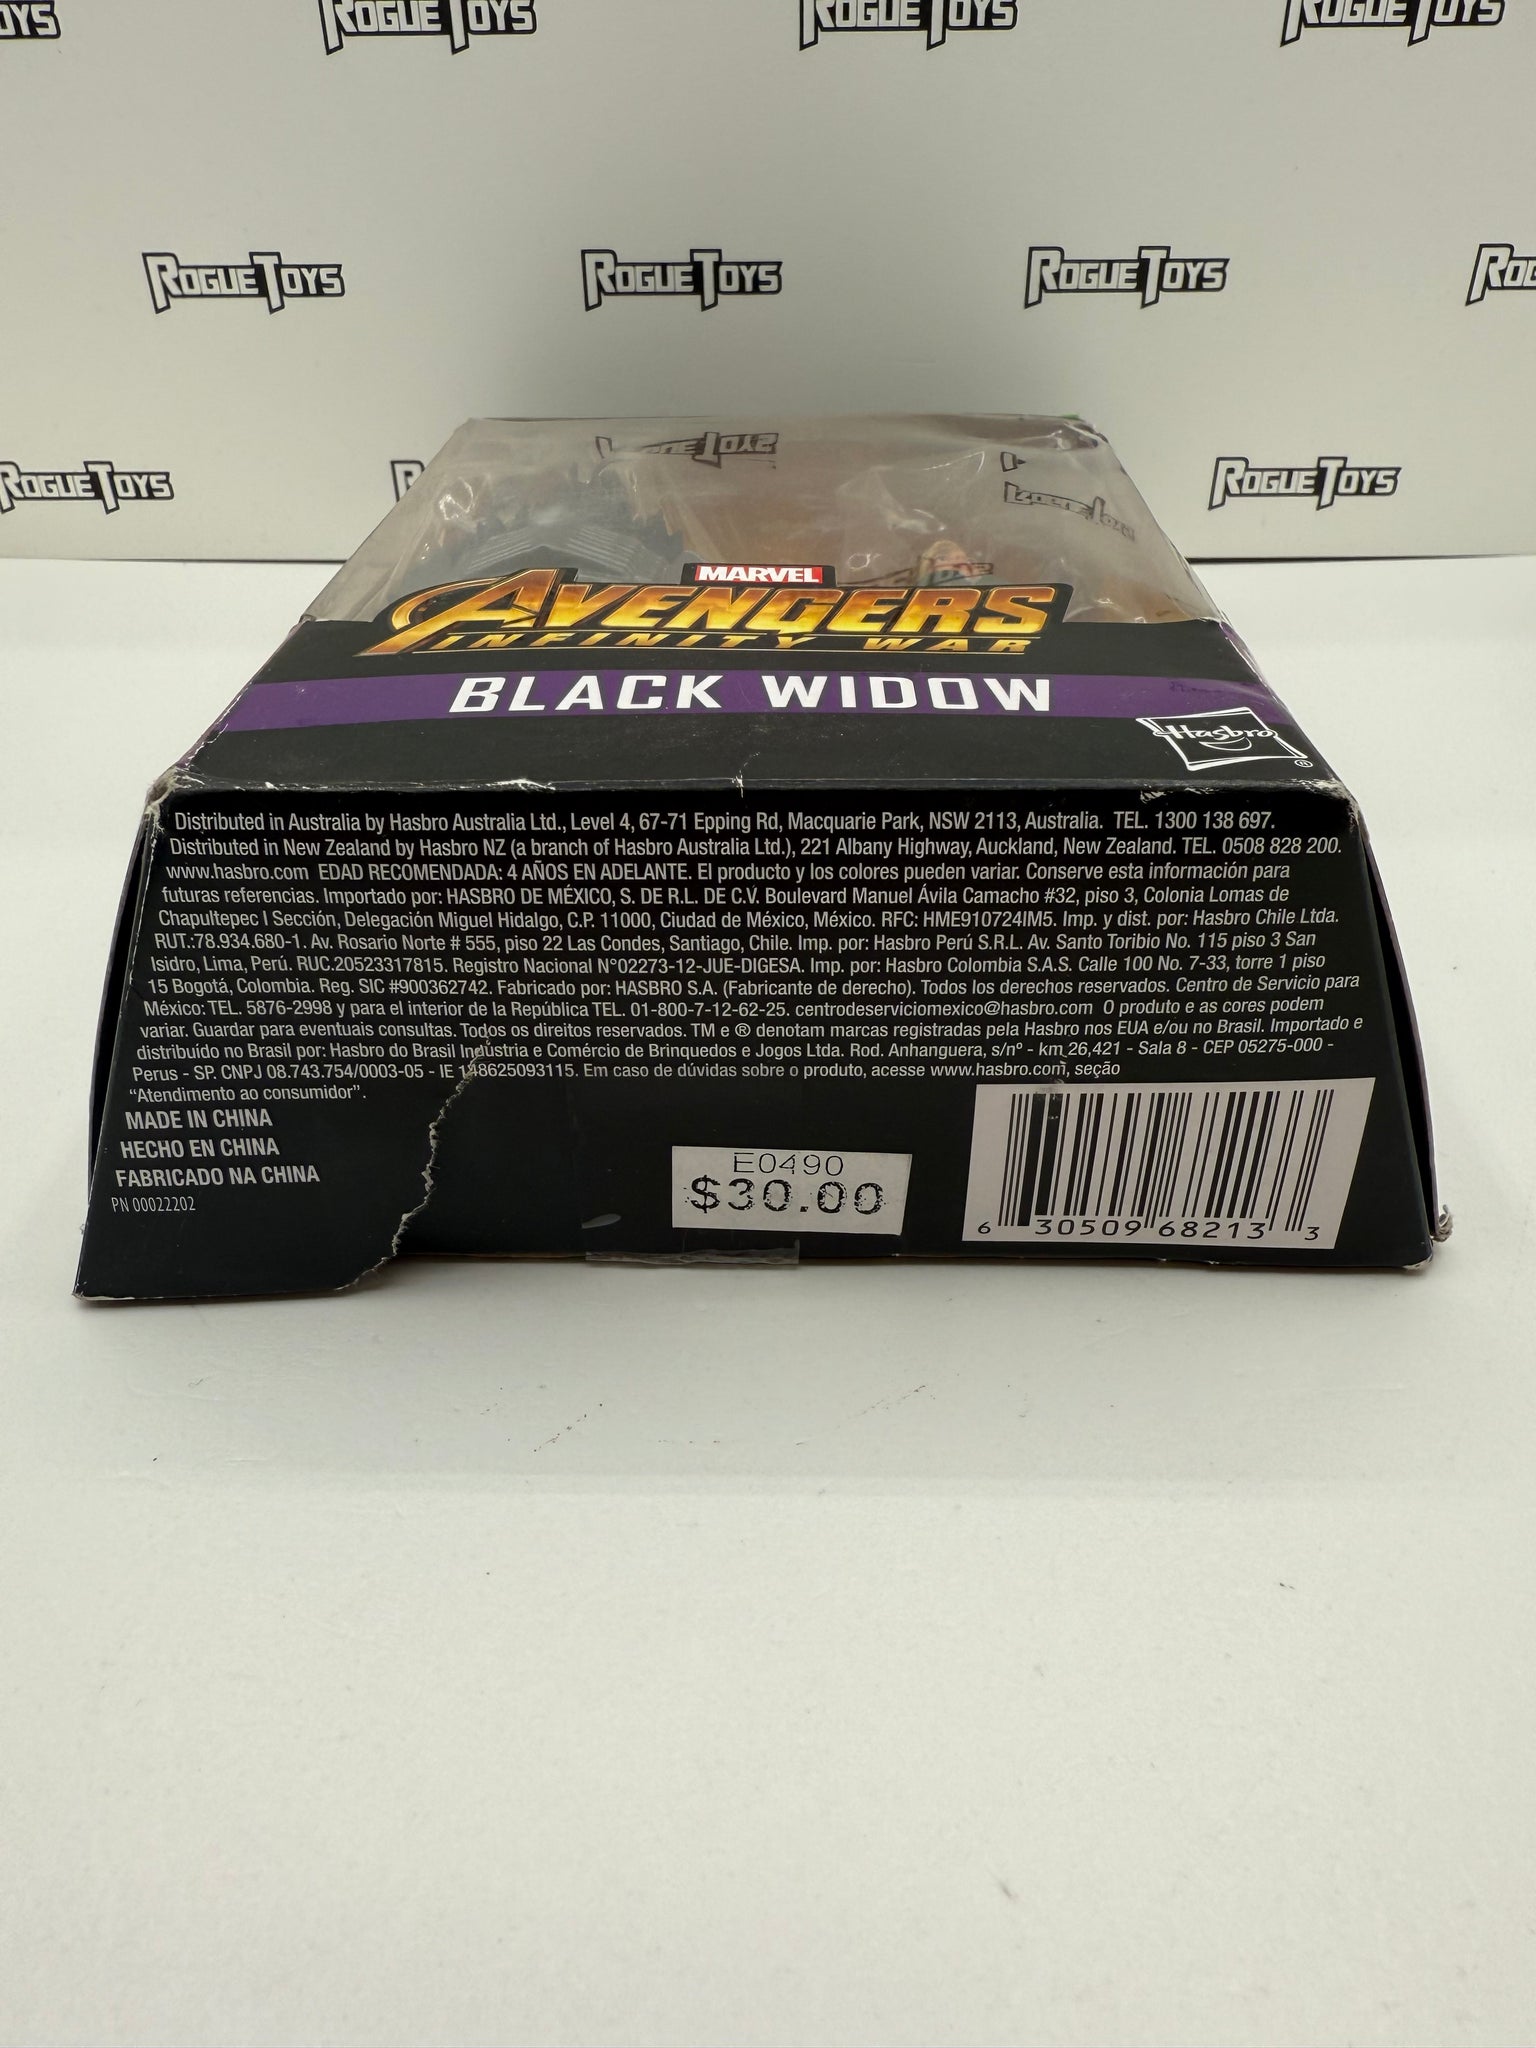 OYS
ROGUE TOYS
ROGUE TOYS
ROGUE TOYS
ROGUE TOYS
ROGUE TOYS
ROGUE TOYS
ROGUE TOYS
ROGUE TOYS
MARVEL
AVENGERS
INFINITY WAR
BLACK WIDOW
Hasbro
®
Distributed in Australia by Hasbro Australia Ltd., Level 4, 67-71 Epping Rd, Macquarie Park, NSW 2113, Australia. TEL. 1300 138 697.
Distributed in New Zealand by Hasbro NZ (a branch of Hasbro Australia Ltd.), 221 Albany Highway, Auckland, New Zealand. TEL. 0508 828 200.
www.hasbro.com EDAD RECOMENDADA: 4 AÑOS EN ADELANTE. El producto y los colores pueden variar. Conserve esta información para
futuras referencias. Importado por: HASBRO DE MÉXICO, S. DE R.L. DE C.V. Boulevard Manuel Ávila Camacho #32, piso 3, Colonia Lomas de
Chapultepec I Sección, Delegación Miguel Hidalgo, C.P. 11000, Ciudad de México, México. RFC: HME910724IM5. Imp. y dist. por: Hasbro Chile Ltda.
RUT.:78.934.680-1. Av. Rosario Norte # 555, piso 22 Las Condes, Santiago, Chile. Imp. por: Hasbro Perú S.R.L. Av. Santo Toribio No. 115 piso 3 San
Isidro, Lima, Perú. RUC.20523317815. Registro Nacional N°02273-12-JUE-DIGESA. Imp. por: Hasbro Colombia S.A.S. Calle 100 No. 7-33, torre 1 piso
15 Bogotá, Colombia. Reg. SIC #900362742. Fabricado por: HASBRO S.A. (Fabricante de derecho). Todos los derechos reservados. Centro de Servicio para
México: TEL. 5876-2998 y para el interior de la República TEL. 01-800-7-12-62-25. centrodeserviciomexico@hasbro.com O produto e as cores podem
variar. Guardar para eventuais consultas. Todos os direitos reservados. TM e ® denotam marcas registradas pela Hasbro nos EUA e/ou no Brasil. Importado e
distribuído no Brasil por: Hasbro do Brasil Indústria e Comércio de Brinquedos e Jogos Ltda. Rod. Anhanguera, s/nº - km 26,421 - Sala 8 - CEP 05275-000 -
Perus - SP. CNPJ 08.743.754/0003-05 - IE 148625093115. Em caso de dúvidas sobre o produto, acesse www.hasbro.com, seção
"Atendimento ao consumidor".
MADE IN CHINA
HECHO EN CHINA
FABRICADO NA CHINA
PN 00022202
E0490
$30.00
6 30509 68213 3